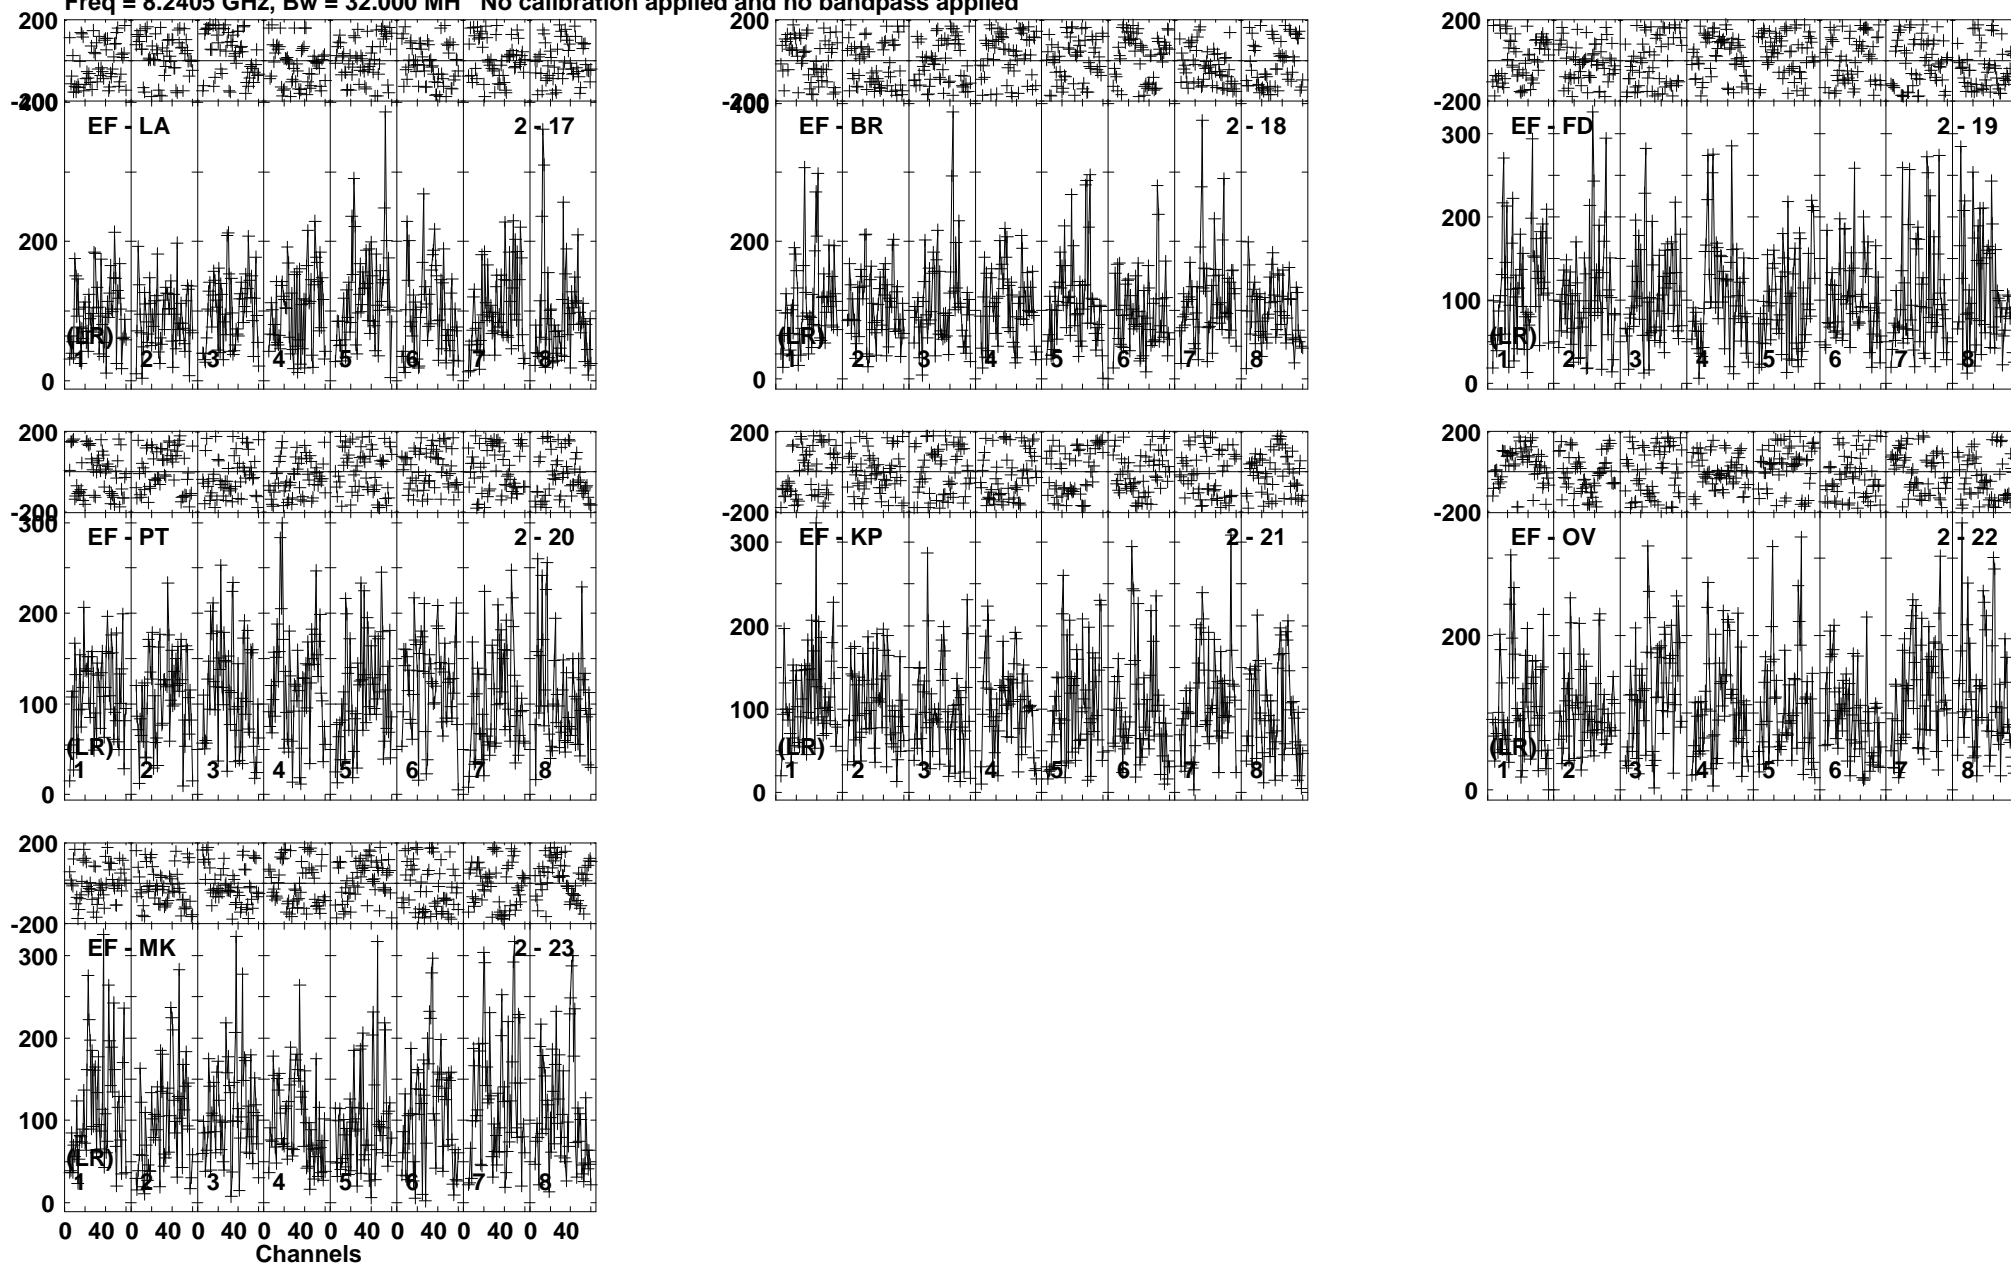 Freq = 8.2405 GHz, Bw = 32.000 MH No calibration applied and no bandpass applied
200 200 200
-200 -200 -200
400 400
EF - LA 2 - 17 EF - BR 2 - 18 EF - FD 2 - 19
300
200 200 200
100
(LR) (LR) (LR)
1 2 3 4 5 6 7 8 1 2 3 4 5 6 7 8 1 2 3 4 5 6 7 8
0 0 0
200 200 200
-200 -200 -200
300
EF - PT 2 - 20 EF - KP 2 - 21 EF - OV 2 - 22
300
200 200 200
100 100
(LR) (LR) (LR)
1 2 3 4 5 6 7 8 1 2 3 4 5 6 7 8 1 2 3 4 5 6 7 8
0 0 0
200
-200
EF - MK 2 - 23
300
200
100
(LR)
1 2 3 4 5 6 7 8
0
0 40 0 40 0 40 0 40 0 40 0 40 0 40 0 40
Channels